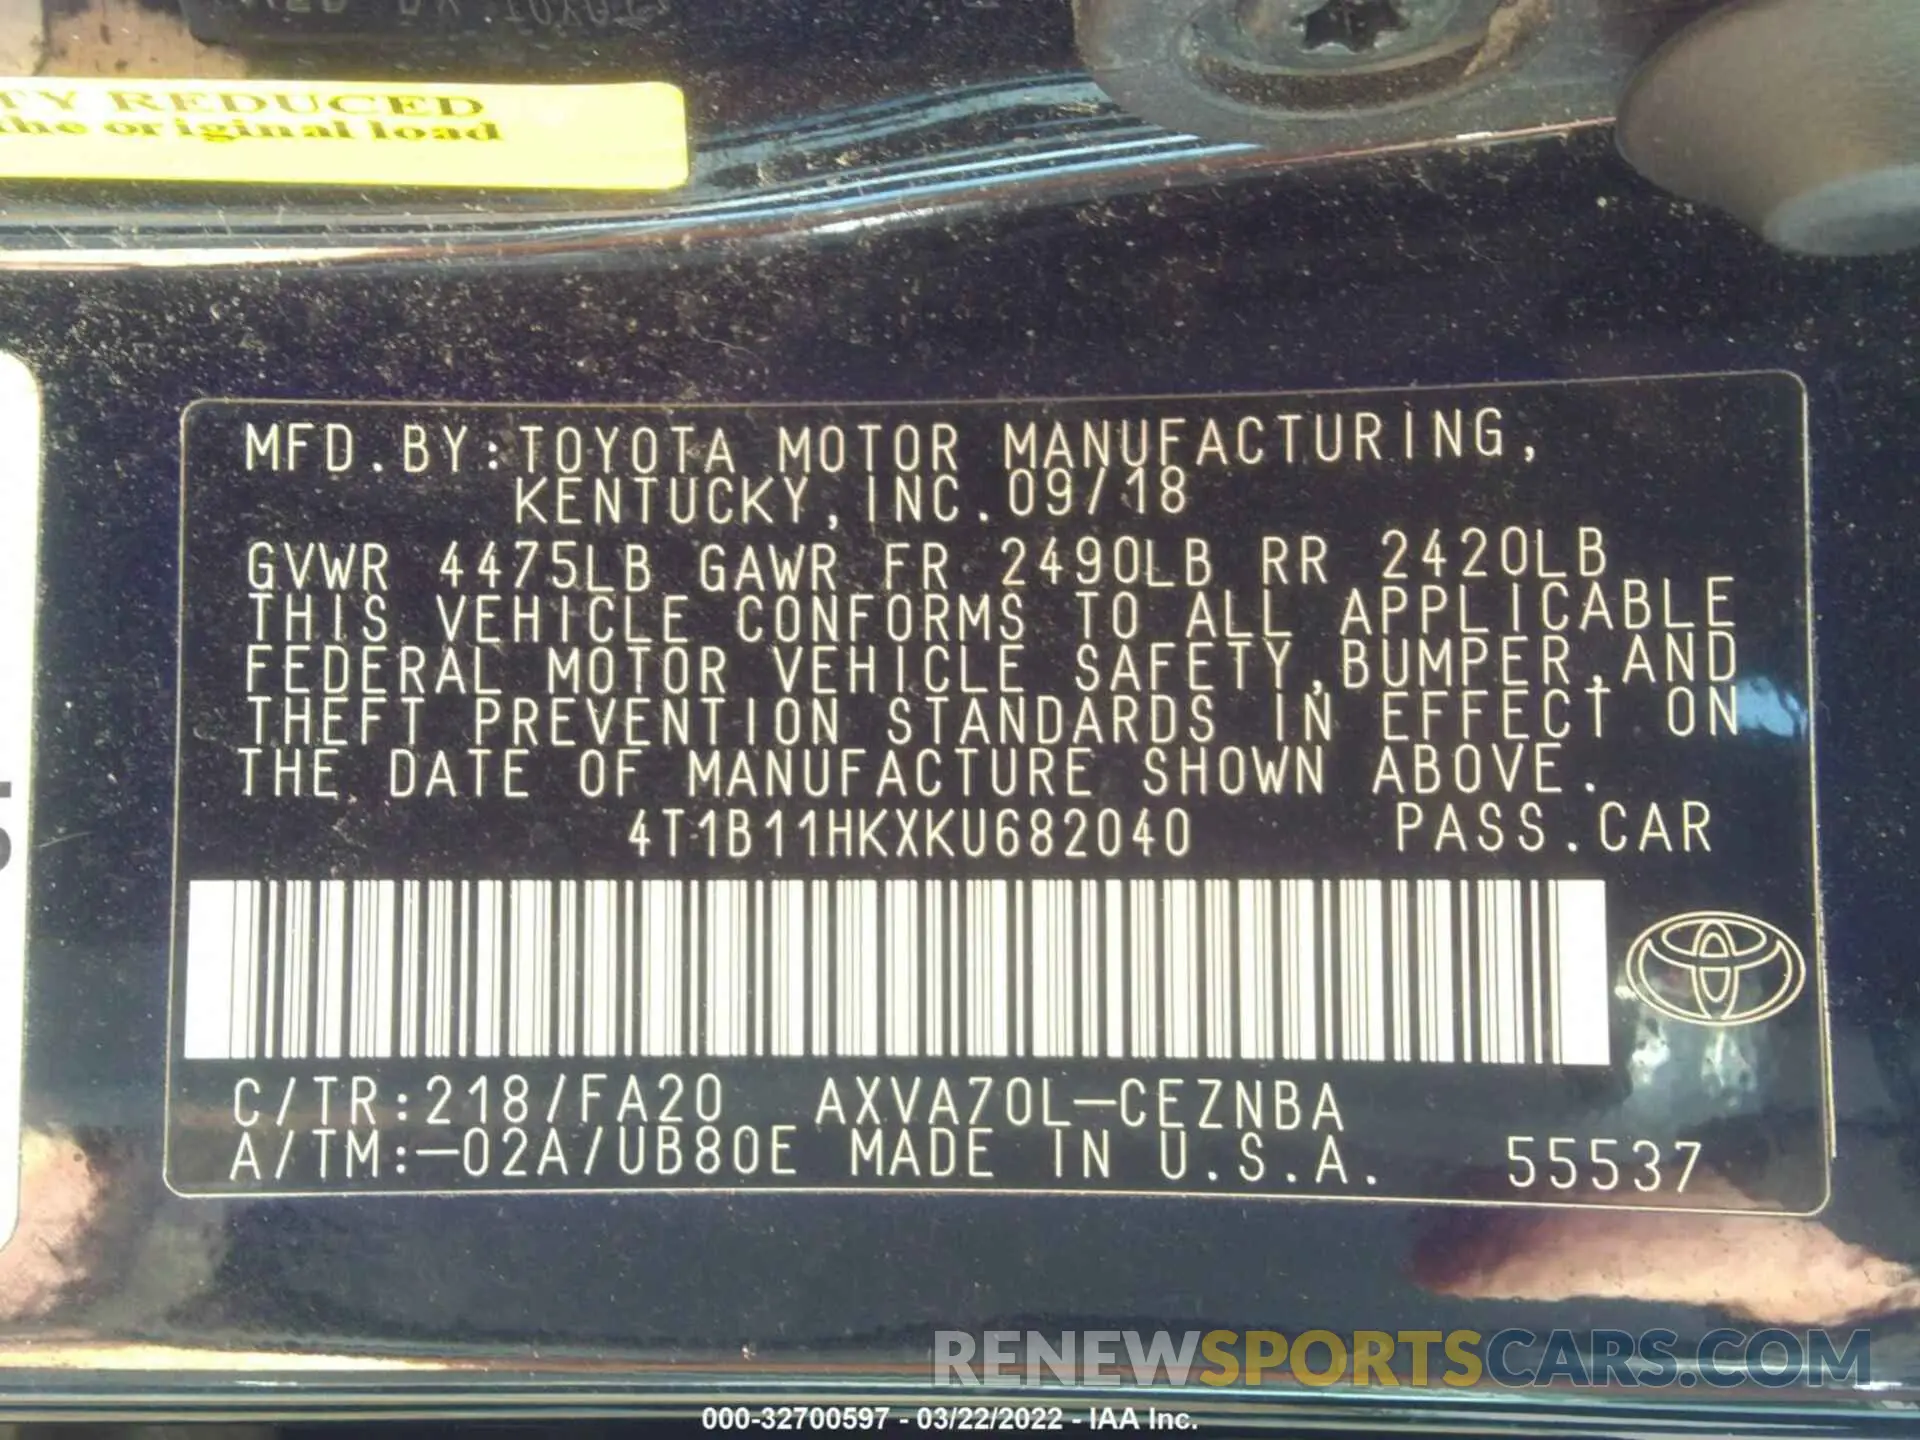 BY TOYOT
TY REDUCED
the original load
MFD.BY:TOYOTA MOTOR MANUFACTURING,
KENTUCKY,INC.09/18
GVWR 4475LB GAWR FR 2490LB RR 2420LB
THIS VEHICLE CONFORMS TO ALL APPLICABLE
FEDERAL MOTOR VEHICLE SAFETY,BUMPER,AND
THEFT PREVENTION STANDARDS IN EFFECT ON
THE DATE OF MANUFACTURE SHOWN ABOVE.
4T1B11HKXKU682040 PASS.CAR
C/TR:218/FA20 AXVA70L-CEZNBA
A/TM:-02A/UB80E MADE IN U.S.A. 55537
RENEWSPORTSCARS.COM
000-32700597 - 03/22/2022 - IAA Inc.